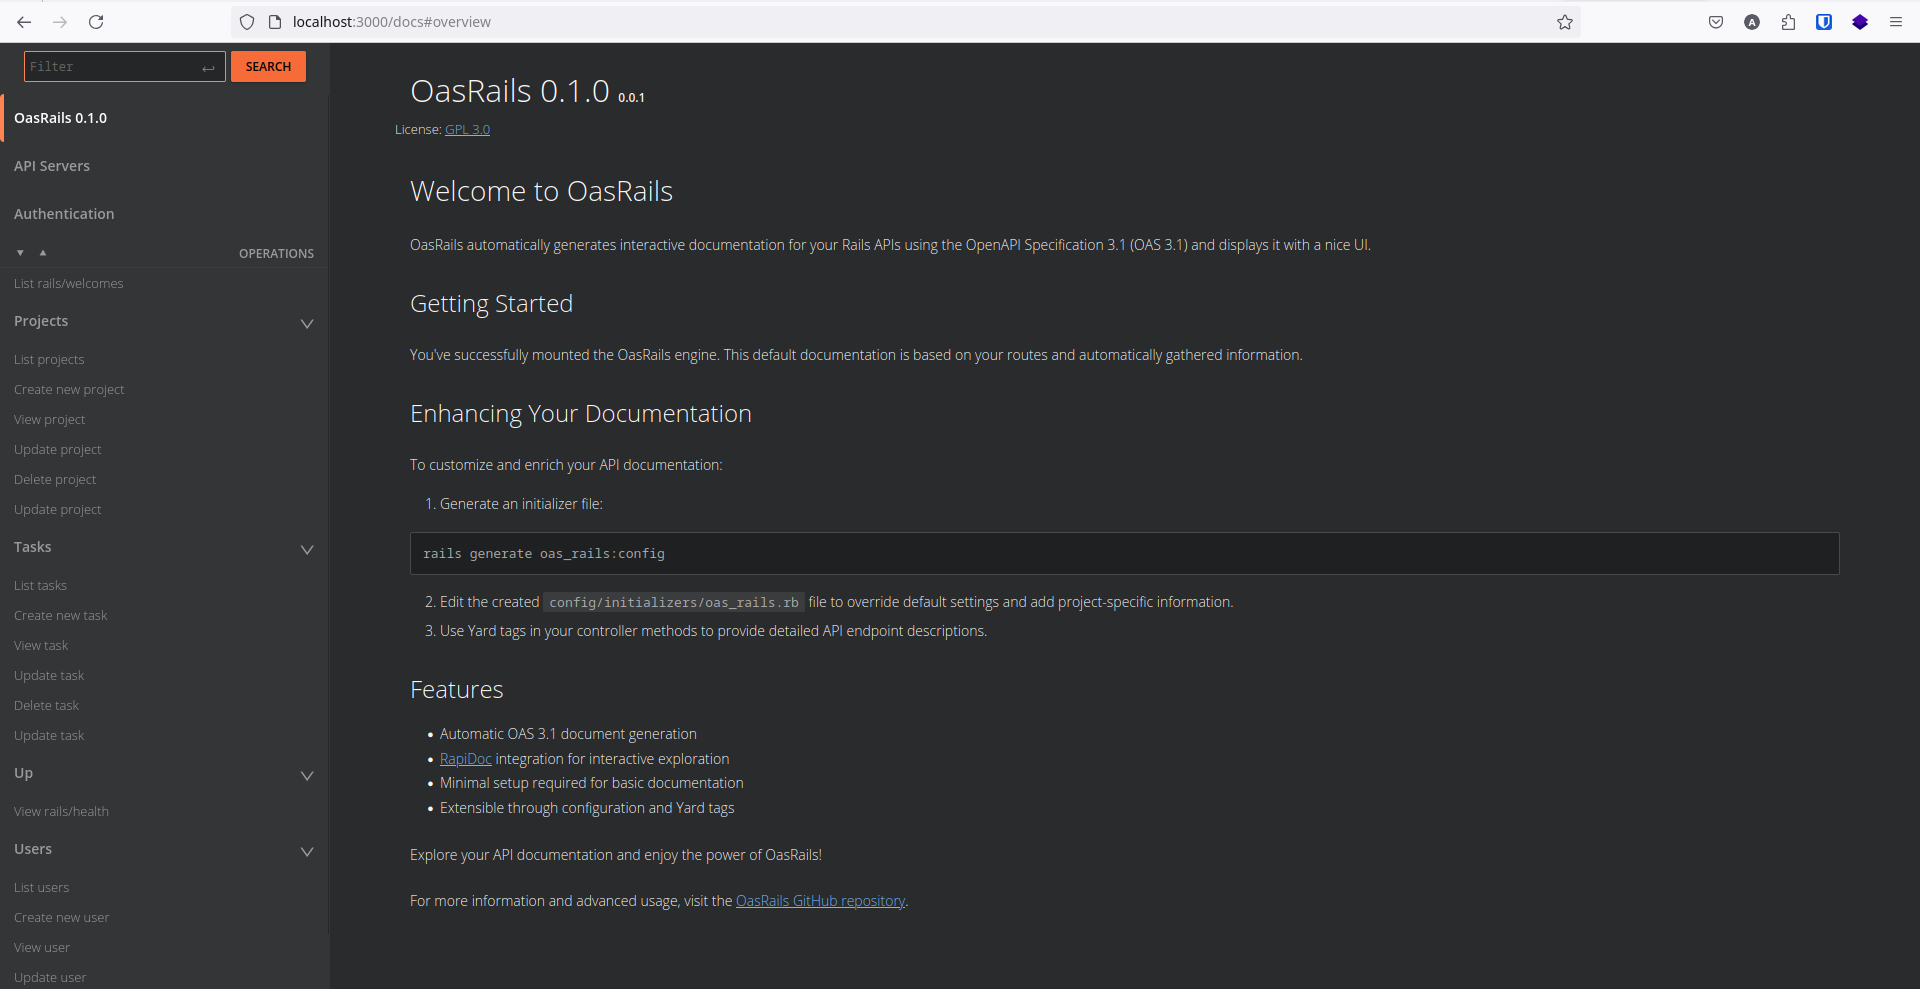 localhost:3000/docs#overview
Filter
SEARCH
OasRails 0.1.0
API Servers
Authentication
OPERATIONS
List rails/welcomes
Projects
List projects
Create new project
View project
Update project
Delete project
Update project
Tasks
List tasks
Create new task
View task
Update task
Delete task
Update task
Up
View rails/health
Users
List users
Create new user
View user
Update user
OasRails 0.1.0 0.0.1
License: GPL 3.0
Welcome to OasRails
OasRails automatically generates interactive documentation for your Rails APIs using the OpenAPI Specification 3.1 (OAS 3.1) and displays it with a nice UI.
Getting Started
You've successfully mounted the OasRails engine. This default documentation is based on your routes and automatically gathered information.
Enhancing Your Documentation
To customize and enrich your API documentation:
1. Generate an initializer file:
rails generate oas_rails:config
2. Edit the created config/initializers/oas_rails.rb file to override default settings and add project-specific information.
3. Use Yard tags in your controller methods to provide detailed API endpoint descriptions.
Features
• Automatic OAS 3.1 document generation
• RapiDoc integration for interactive exploration
• Minimal setup required for basic documentation
• Extensible through configuration and Yard tags
Explore your API documentation and enjoy the power of OasRails!
For more information and advanced usage, visit the OasRails GitHub repository.